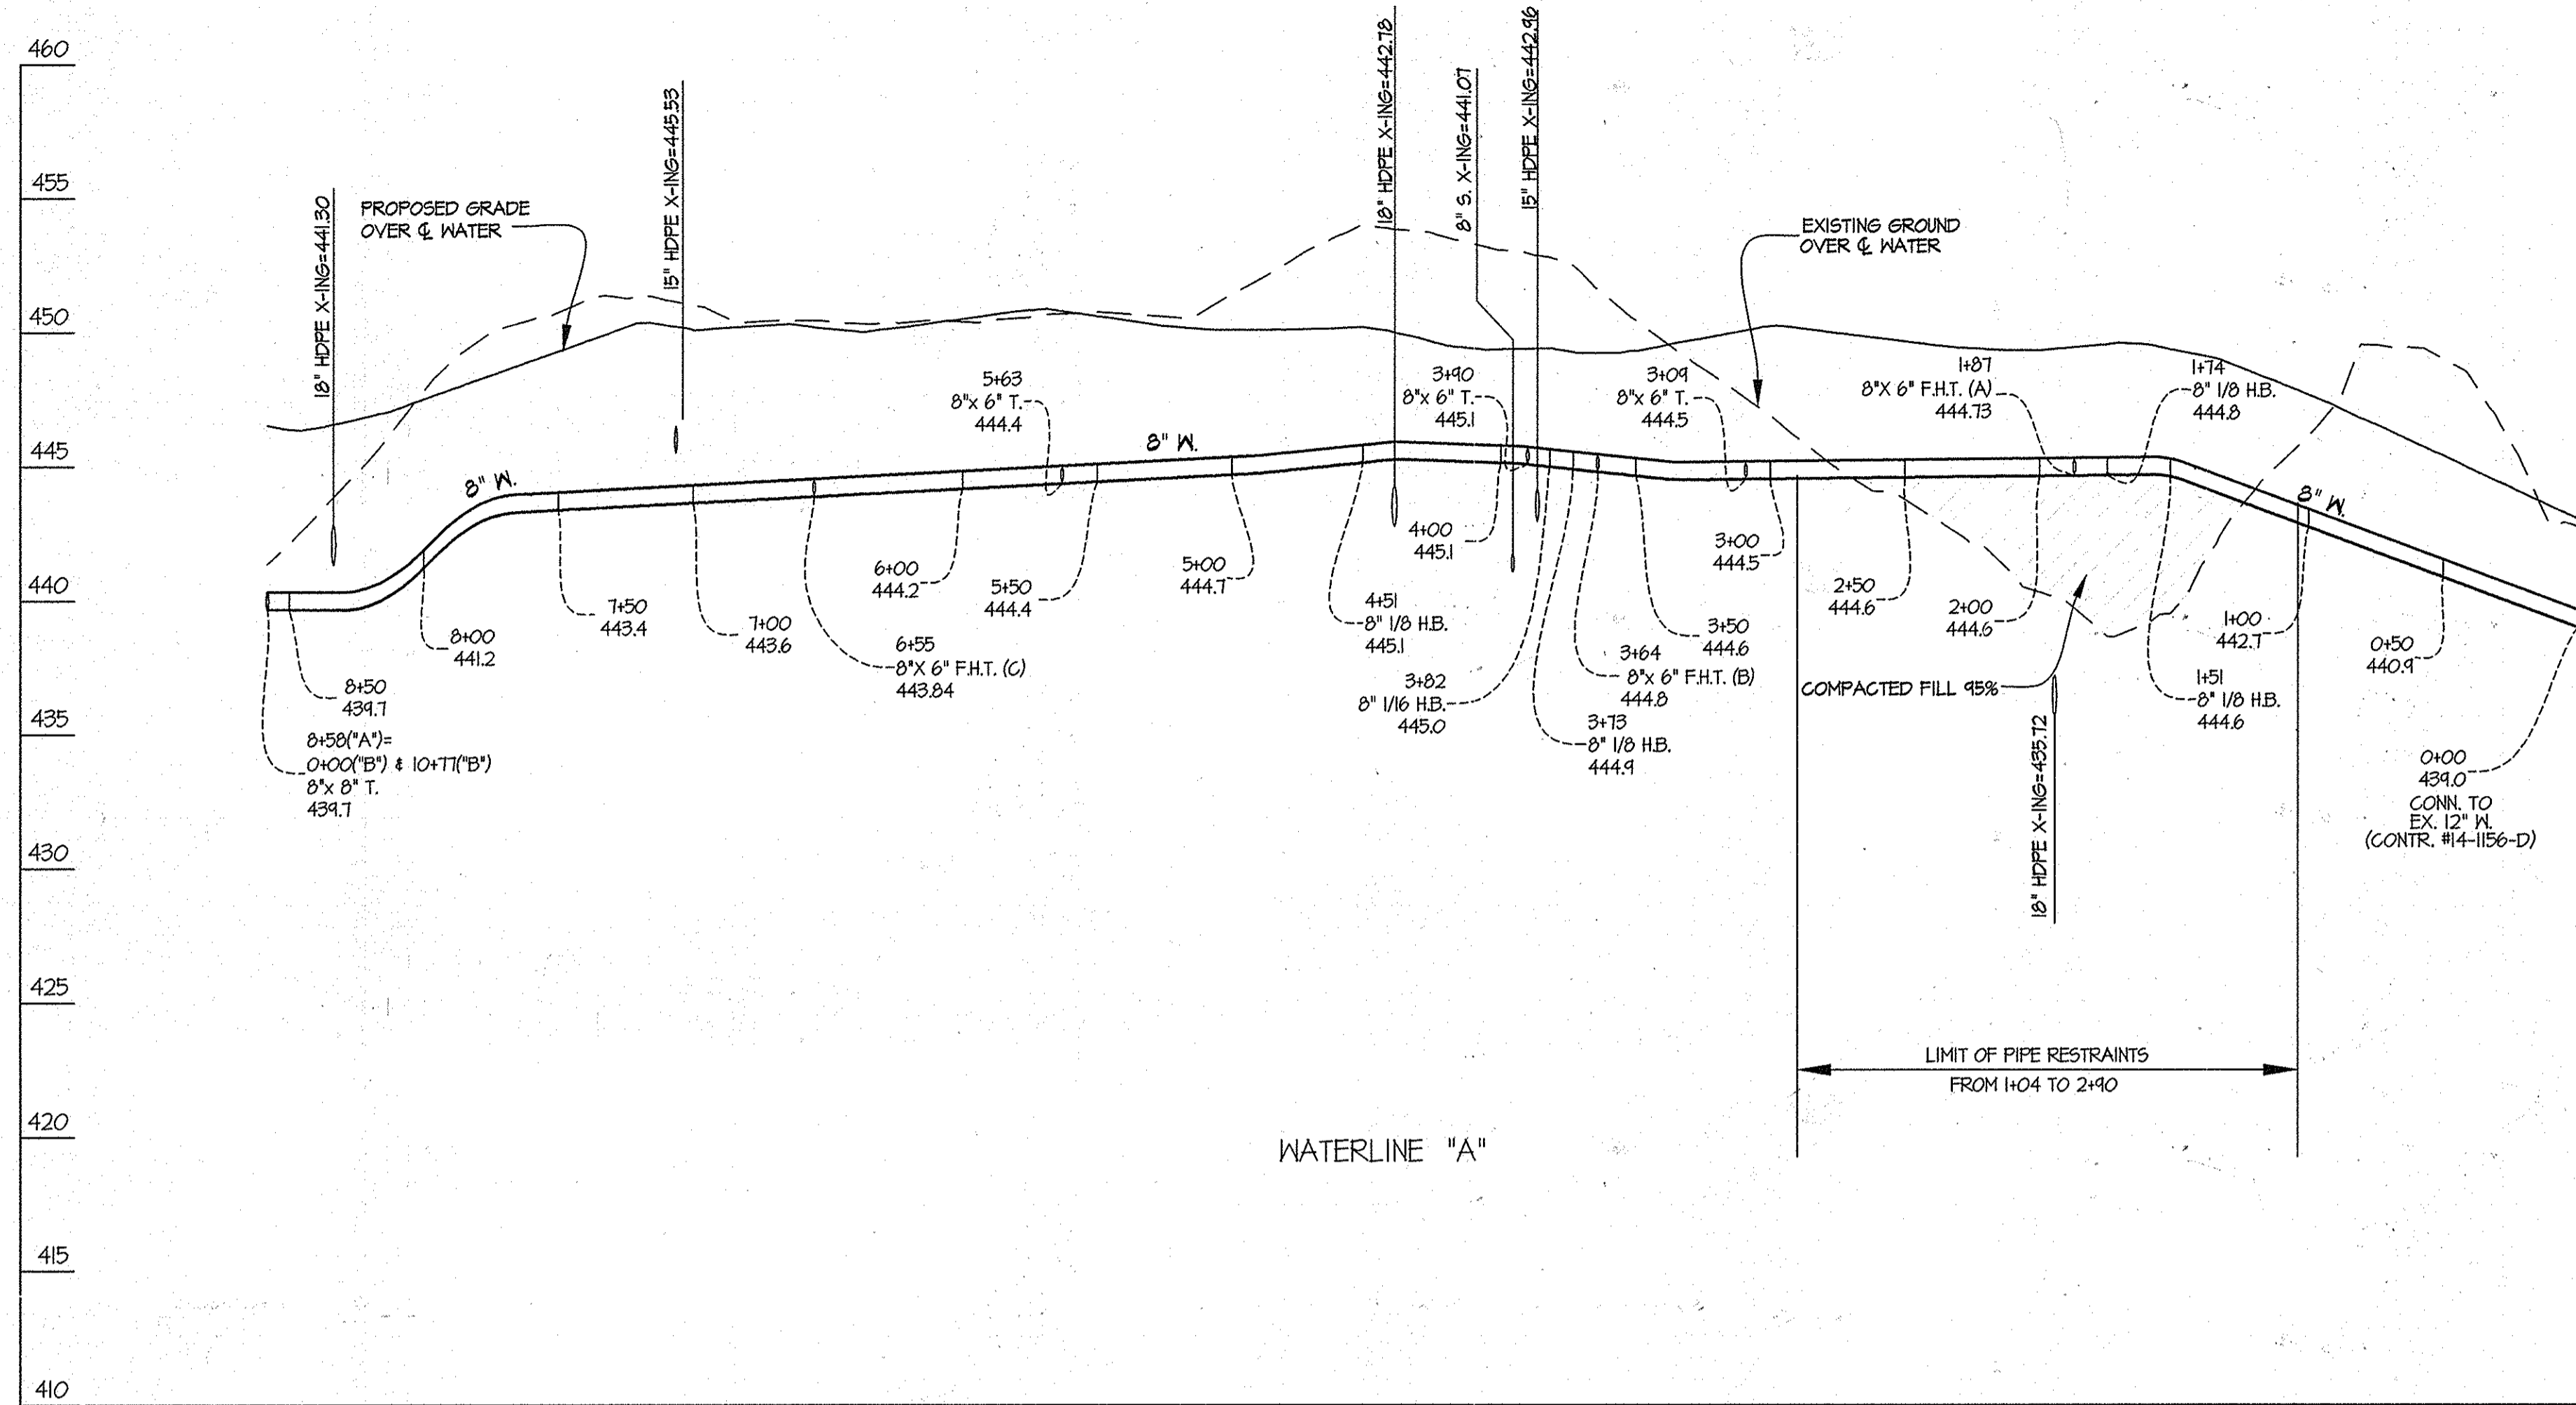 460
455
450
445
440
435
430
425
420
415
410
18" HDPE X-ING=441.30
PROPOSED GRADE
OVER ℄ WATER
15" HDPE X-ING=445.53
18" HDPE X-ING=442.78
8" S. X-ING=441.07
15" HDPE X-ING=442.96
EXISTING GROUND
OVER ℄ WATER
8" W.
8" W.
8" W.
5+63
8"x 6" T.
444.4
3+90
8"x 6" T.
445.1
3+09
8"x 6" T.
444.5
1+87
8"X 6" F.H.T. (A)
444.73
1+74
8" 1/8 H.B.
444.8
8+58("A")=
0+00("B") & 10+77("B")
8"x 8" T.
439.7
8+50
439.7
8+00
441.2
7+50
443.4
7+00
443.6
6+55
8"X 6" F.H.T. (C)
443.84
6+00
444.2
5+50
444.4
5+00
444.7
4+51
8" 1/8 H.B.
445.1
4+00
445.1
3+82
8" 1/16 H.B.
445.0
3+73
8" 1/8 H.B.
444.9
3+64
8"x 6" F.H.T. (B)
444.8
3+50
444.6
3+00
444.5
2+50
444.6
2+00
444.6
COMPACTED FILL 95%
18" HDPE X-ING=435.72
1+51
8" 1/8 H.B.
444.6
1+00
442.7
0+50
440.9
0+00
439.0
CONN. TO
EX. 12" W.
(CONTR. #14-1156-D)
LIMIT OF PIPE RESTRAINTS
FROM 1+04 TO 2+90
WATERLINE "A"